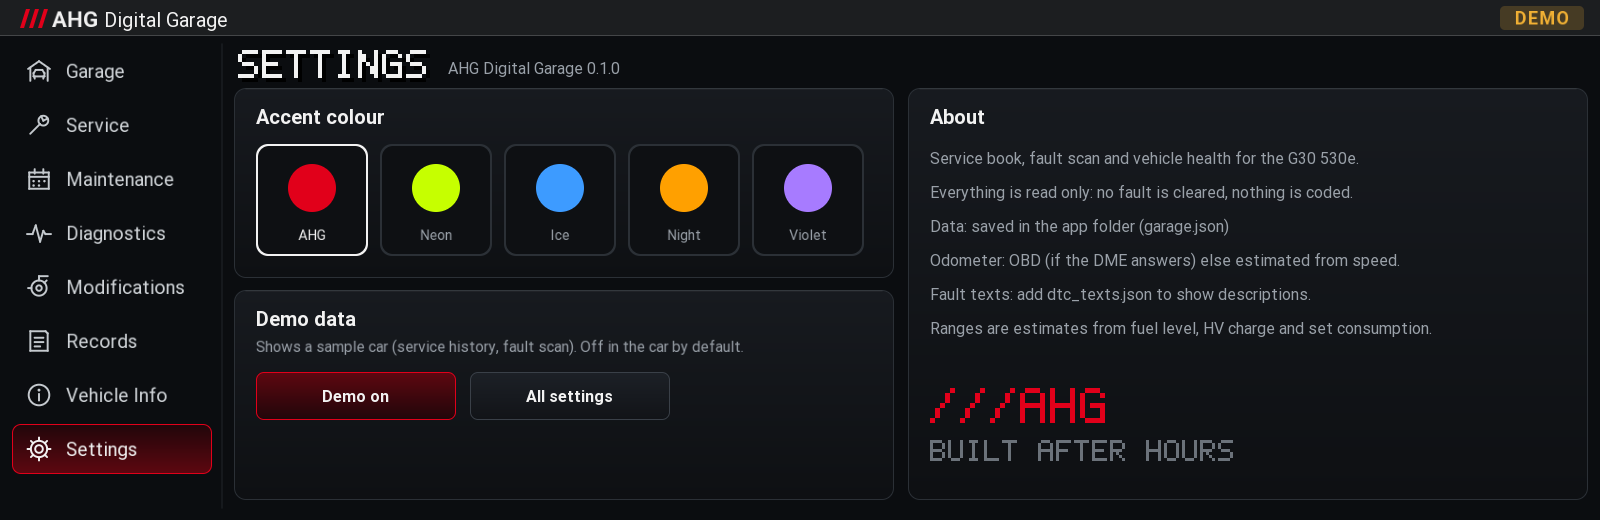 ///AHG Digital Garage
DEMO
Garage
Service
Maintenance
Diagnostics
Modifications
Records
Vehicle Info
Settings
SETTINGS
AHG Digital Garage 0.1.0
Accent colour
AHG
Neon
Ice
Night
Violet
Demo data
Shows a sample car (service history, fault scan). Off in the car by default.
Demo on
All settings
About
Service book, fault scan and vehicle health for the G30 530e.
Everything is read only: no fault is cleared, nothing is coded.
Data: saved in the app folder (garage.json)
Odometer: OBD (if the DME answers) else estimated from speed.
Fault texts: add dtc_texts.json to show descriptions.
Ranges are estimates from fuel level, HV charge and set consumption.
///AHG
BUILT AFTER HOURS